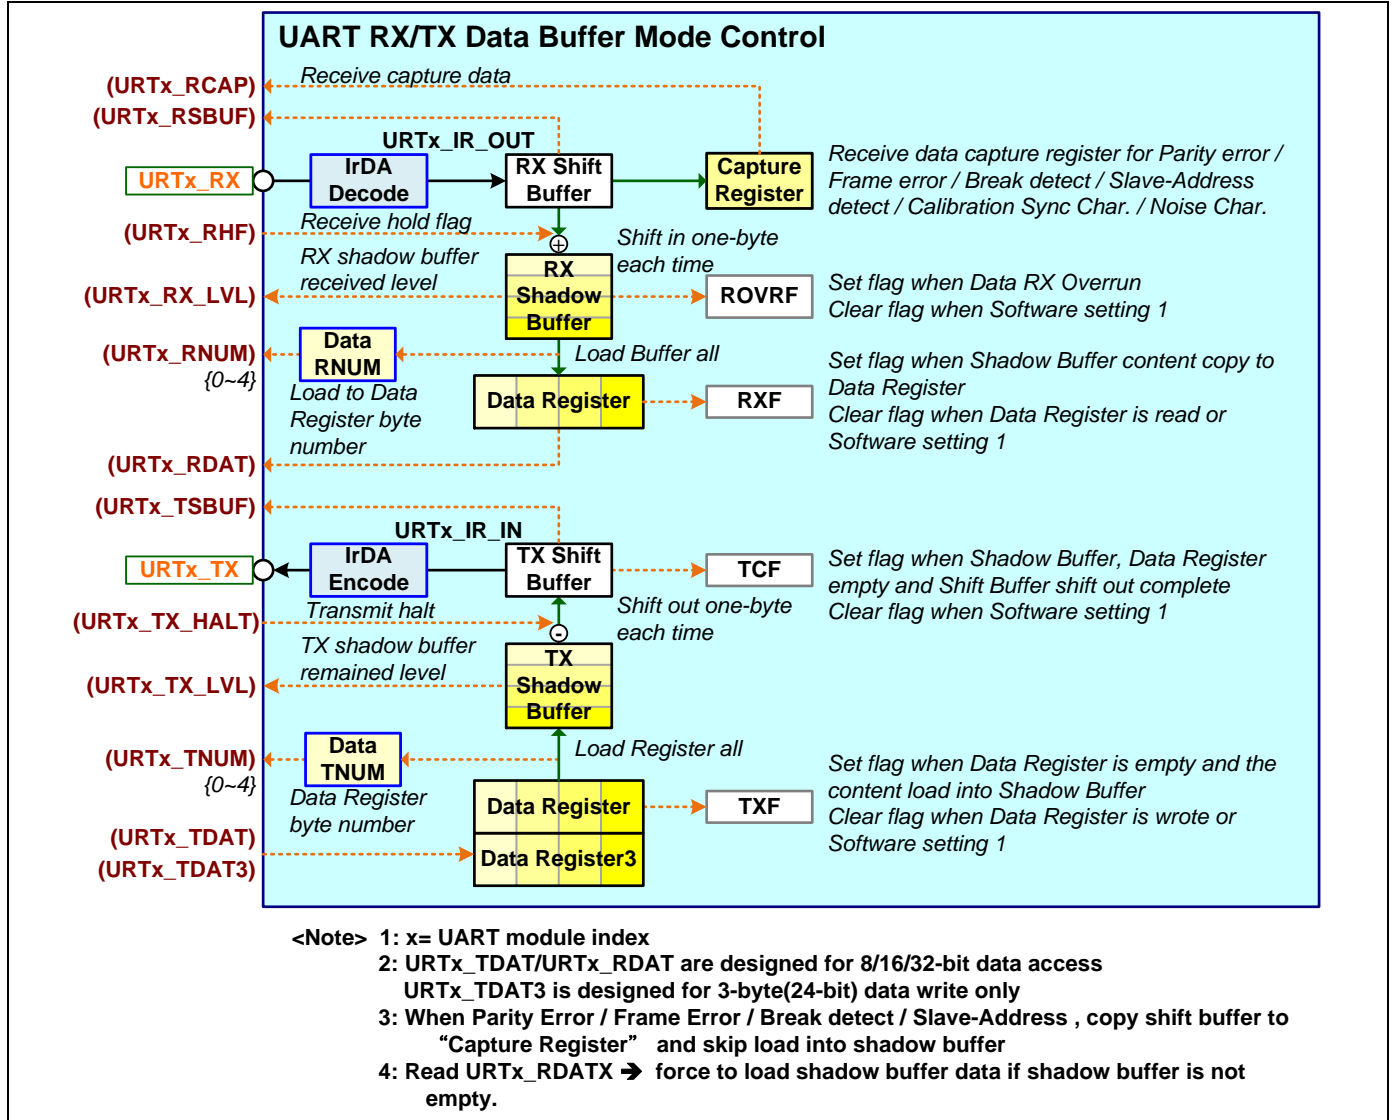 UART RX/TX Data Buffer Mode Control
(URTx_RCAP)
Receive capture data
(URTx_RSBUF)
URTx_IR_OUT
URTx_RX
IrDA
Decode
RX Shift
Buffer
Capture
Register
Receive data capture register for Parity error /
Frame error / Break detect / Slave-Address
detect / Calibration Sync Char. / Noise Char.
(URTx_RHF)
Receive hold flag
+
Shift in one-byte
each time
RX shadow buffer
received level
(URTx_RX_LVL)
RX
Shadow
Buffer
ROVRF
Set flag when Data RX Overrun
Clear flag when Software setting 1
(URTx_RNUM)
{0~4}
Data
RNUM
Load Buffer all
Load to Data
Register byte
number
Data Register
RXF
Set flag when Shadow Buffer content copy to
Data Register
Clear flag when Data Register is read or
Software setting 1
(URTx_RDAT)
(URTx_TSBUF)
URTx_IR_IN
URTx_TX
IrDA
Encode
TX Shift
Buffer
TCF
Set flag when Shadow Buffer, Data Register
empty and Shift Buffer shift out complete
Clear flag when Software setting 1
Transmit halt
(URTx_TX_HALT)
-
Shift out one-byte
each time
TX shadow buffer
remained level
(URTx_TX_LVL)
TX
Shadow
Buffer
(URTx_TNUM)
{0~4}
Data
TNUM
Load Register all
Data Register
byte number
Data Register
TXF
Set flag when Data Register is empty and the
content load into Shadow Buffer
Clear flag when Data Register is wrote or
Software setting 1
(URTx_TDAT)
(URTx_TDAT3)
Data Register3
<Note> 1: x= UART module index
2: URTx_TDAT/URTx_RDAT are designed for 8/16/32-bit data access
URTx_TDAT3 is designed for 3-byte(24-bit) data write only
3: When Parity Error / Frame Error / Break detect / Slave-Address , copy shift buffer to
“Capture Register” and skip load into shadow buffer
4: Read URTx_RDATX ➔ force to load shadow buffer data if shadow buffer is not
empty.